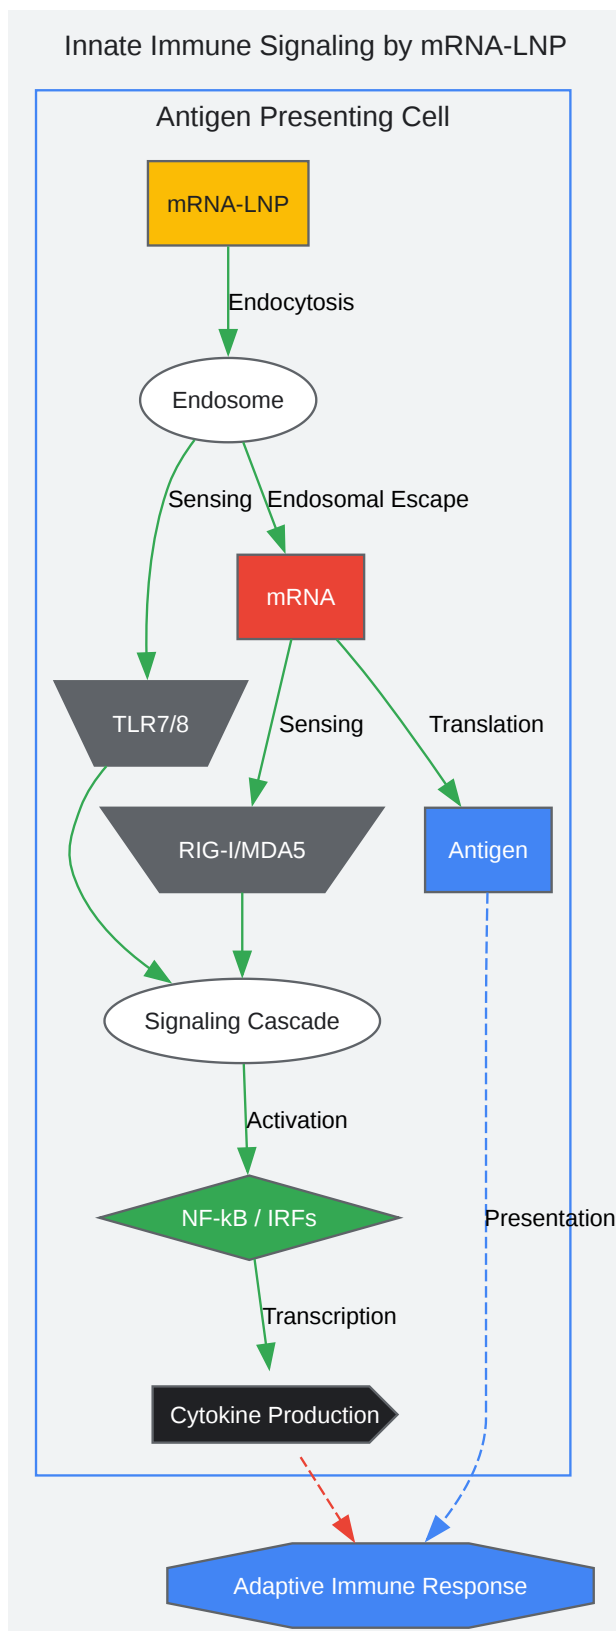 Innate Immune Signaling by mRNA-LNP
Antigen Presenting Cell
mRNA-LNP
Endocytosis
Endosome
Sensing
Endosomal Escape
mRNA
TLR7/8
Sensing
Translation
RIG-I/MDA5
Antigen
Signaling Cascade
Activation
NF-kB / IRFs
Presentation
Transcription
Cytokine Production
Adaptive Immune Response